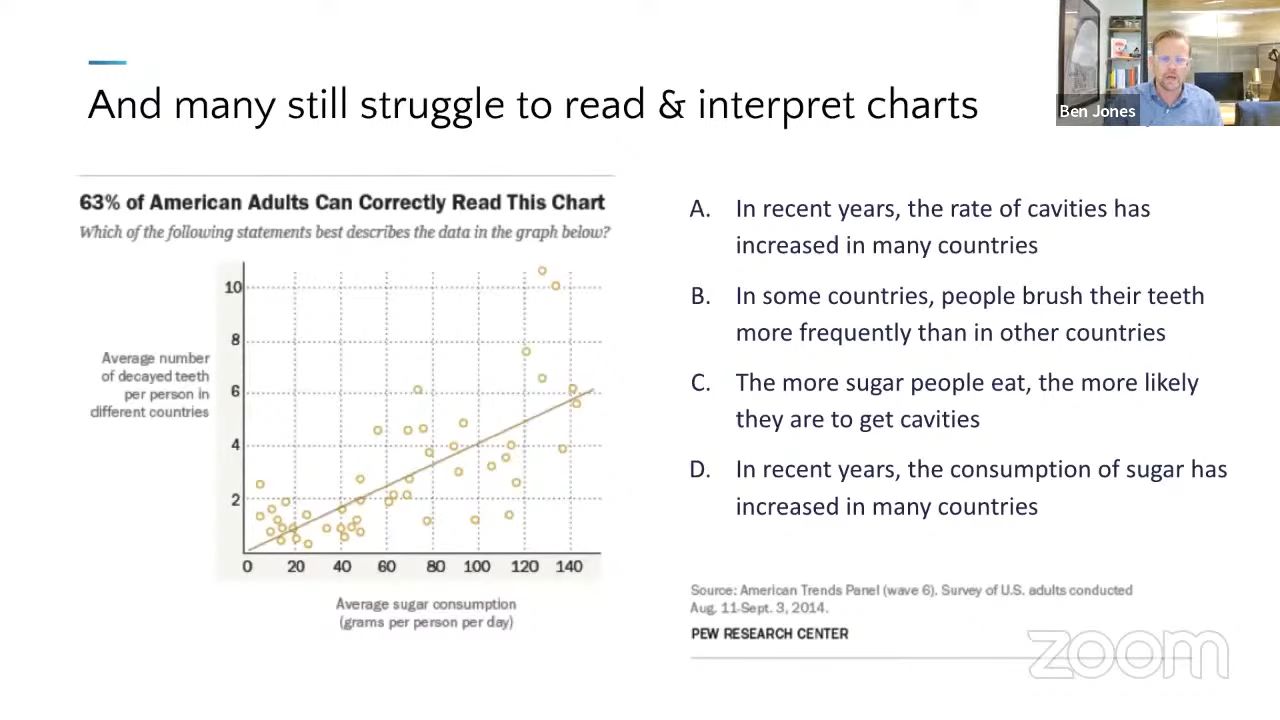 And many still struggle to read & interpret charts
Ben Jones
63% of American Adults Can Correctly Read This Chart
Which of the following statements best describes the data in the graph below?
10
8
6
4
2
Average number
of decayed teeth
per person in
different countries
0 20 40 60 80 100 120 140
Average sugar consumption
(grams per person per day)
A. In recent years, the rate of cavities has
increased in many countries
B. In some countries, people brush their teeth
more frequently than in other countries
C. The more sugar people eat, the more likely
they are to get cavities
D. In recent years, the consumption of sugar has
increased in many countries
Source: American Trends Panel (wave 6). Survey of U.S. adults conducted
Aug. 11-Sept. 3, 2014.
PEW RESEARCH CENTER
zoom